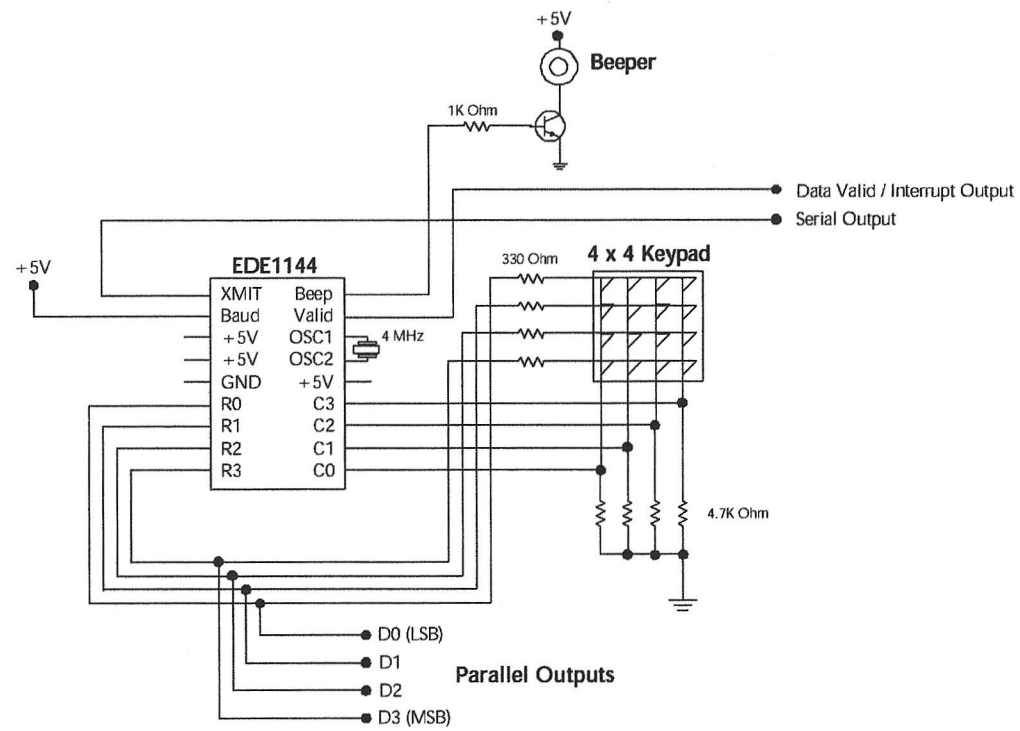 +5V
Beeper
1K Ohm
Data Valid / Interrupt Output
Serial Output
+5V
EDE1144
330 Ohm
4 x 4 Keypad
XMIT Beep
Baud Valid
+5V OSC1
4 MHz
+5V OSC2
GND +5V
R0 C3
R1 C2
R2 C1
R3 C0
4.7K Ohm
D0 (LSB)
D1
Parallel Outputs
D2
D3 (MSB)